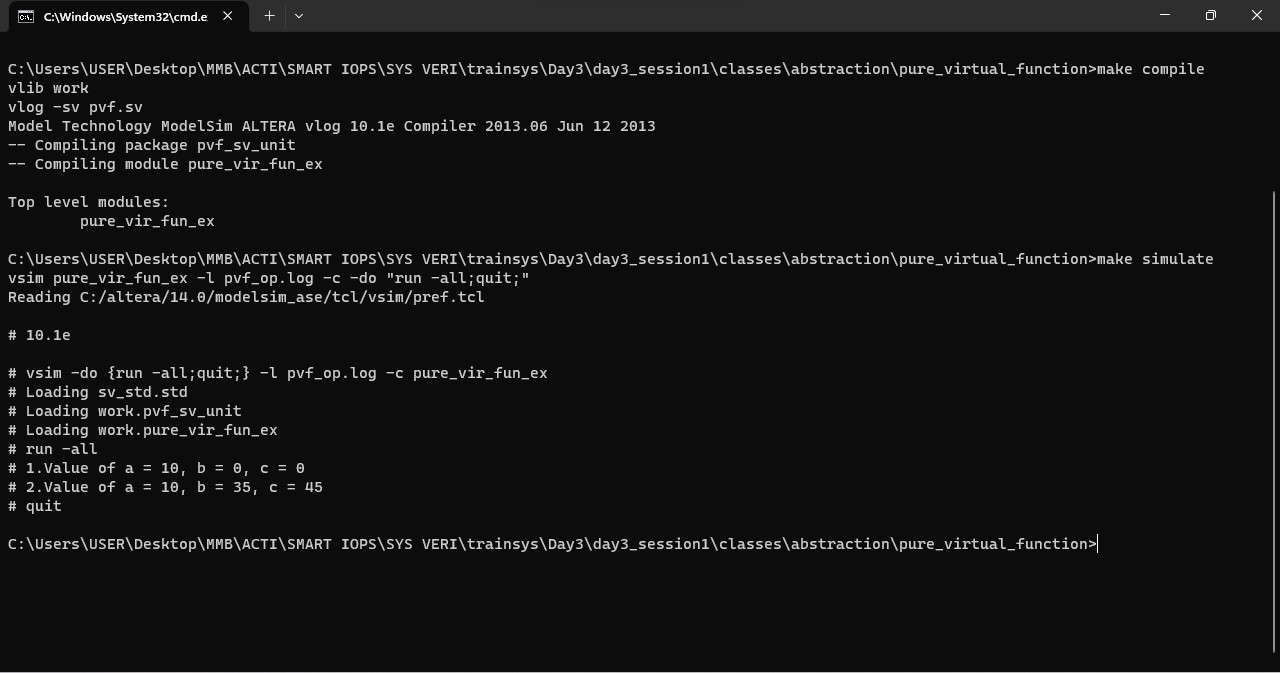 C:\Windows\System32\cmd.e
C:\Users\USER\Desktop\MMB\ACTI\SMART IOPS\SYS VERI\trainsys\Day3\day3_session1\classes\abstraction\pure_virtual_function>make compile
vlib work
vlog -sv pvf.sv
Model Technology ModelSim ALTERA vlog 10.1e Compiler 2013.06 Jun 12 2013
-- Compiling package pvf_sv_unit
-- Compiling module pure_vir_fun_ex
Top level modules:
pure_vir_fun_ex
C:\Users\USER\Desktop\MMB\ACTI\SMART IOPS\SYS VERI\trainsys\Day3\day3_session1\classes\abstraction\pure_virtual_function>make simulate
vsim pure_vir_fun_ex -l pvf_op.log -c -do "run -all;quit;"
Reading C:/altera/14.0/modelsim_ase/tcl/vsim/pref.tcl
# 10.1e
# vsim -do {run -all;quit;} -l pvf_op.log -c pure_vir_fun_ex
# Loading sv_std.std
# Loading work.pvf_sv_unit
# Loading work.pure_vir_fun_ex
# run -all
# 1.Value of a = 10, b = 0, c = 0
# 2.Value of a = 10, b = 35, c = 45
# quit
C:\Users\USER\Desktop\MMB\ACTI\SMART IOPS\SYS VERI\trainsys\Day3\day3_session1\classes\abstraction\pure_virtual_function>